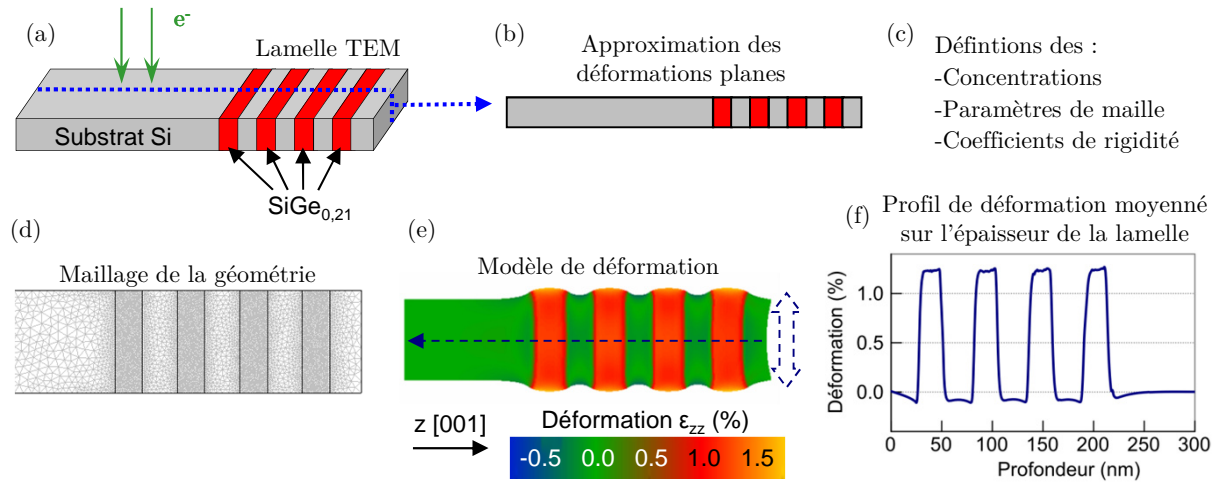 (a)
e-
Lamelle TEM
Substrat Si
SiGe0,21
(b)
Approximation des
déformations planes
(c)
Défintions des :
-Concentrations
-Paramètres de maille
-Coefficients de rigidité
(d)
Maillage de la géométrie
(e)
Modèle de déformation
z [001]
Déformation εzz (%)
-0.5 0.0 0.5 1.0 1.5
(f)
Profil de déformation moyenné
sur l'épaisseur de la lamelle
Déformation (%)
1.0
0.5
0.0
0 50 100 150 200 300
Profondeur (nm)